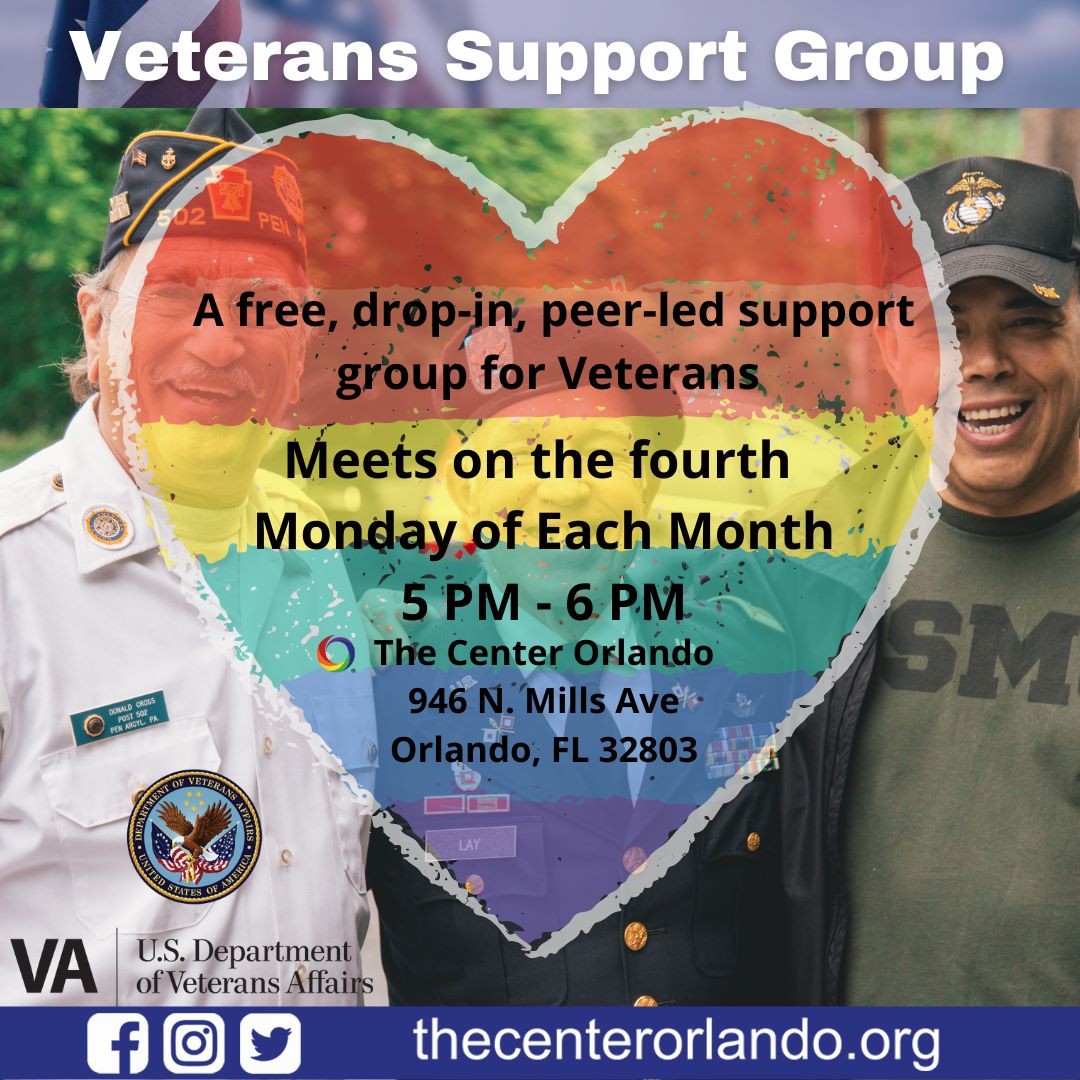 Veterans Support Group
502
PEN
A free, drop-in, peer-led support
group for Veterans
Meets on the fourth
Monday of Each Month
5 PM - 6 PM
The Center Orlando
946 N. Mills Ave
Orlando, FL 32803
USMC
SM
DONALD CROSS
POST 502
PEN ARGYL, PA
LAY
DEPARTMENT OF VETERANS AFFAIRS
UNITED STATES OF AMERICA
VA
U.S. Department
of Veterans Affairs
thecenterorlando.org